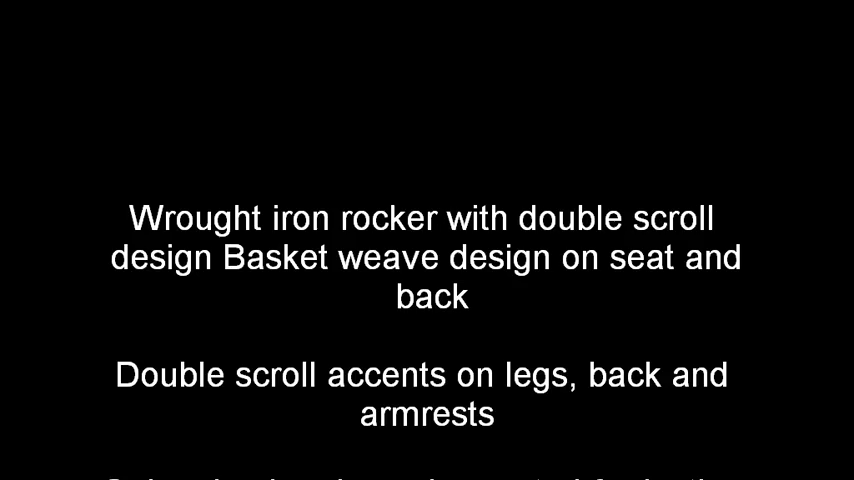 Wrought iron rocker with double scroll
design Basket weave design on seat and
back
Double scroll accents on legs, back and
armrests